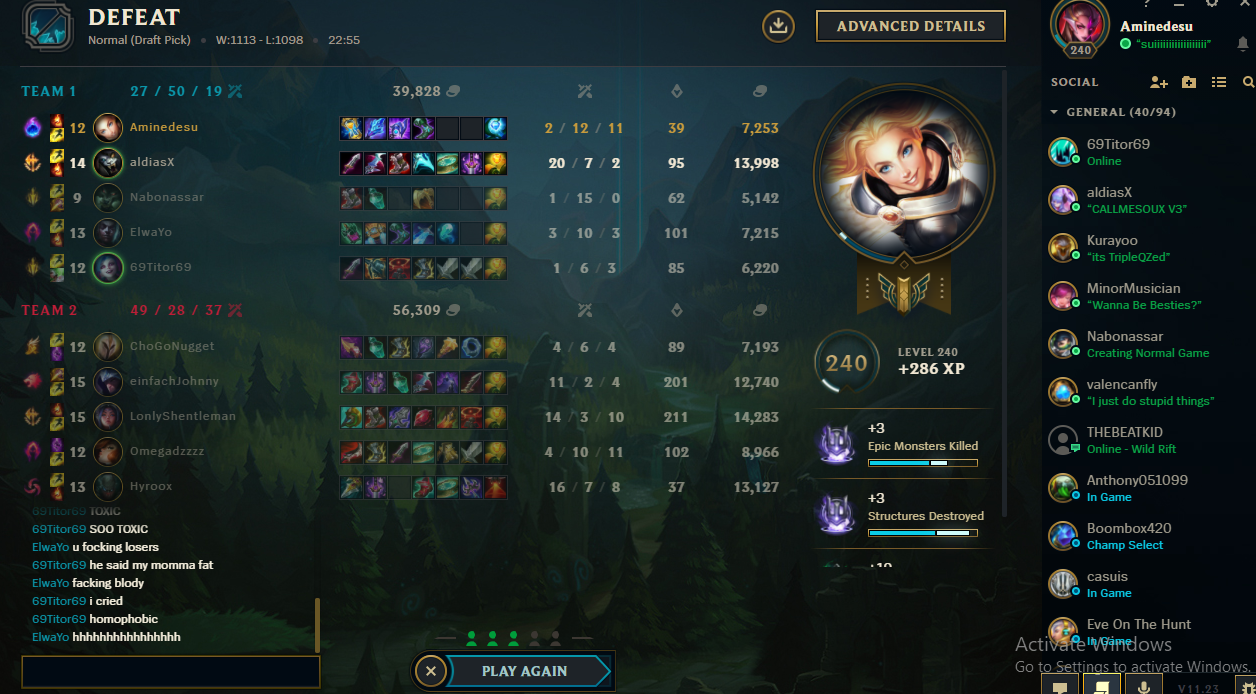 DEFEAT
Normal (Draft Pick) • W:1113 - L:1098 • 22:55
ADVANCED DETAILS
TEAM 1 27 / 50 / 19 39,828
12 Aminedesu 2 / 12 / 11 39 7,253
14 aldiasX 20 / 7 / 2 95 13,998
9 Nabonassar 1 / 15 / 0 62 5,142
13 ElwaYo 3 / 10 / 3 101 7,215
12 69Titor69 1 / 6 / 3 85 6,220
TEAM 2 49 / 28 / 37 56,309
12 ChoGoNugget 4 / 6 / 4 89 7,193
15 einfachJohnny 11 / 2 / 4 201 12,740
15 LonlyShentleman 14 / 3 / 10 211 14,283
12 Omegadzzzz 4 / 10 / 11 102 8,966
13 Hyroox 16 / 7 / 8 37 13,127
69Titor69 TOXIC
69Titor69 SOO TOXIC
ElwaYo u focking losers
69Titor69 he said my momma fat
ElwaYo facking blody
69Titor69 i cried
69Titor69 homophobic
ElwaYo hhhhhhhhhhhhhhhh
PLAY AGAIN
240
LEVEL 240
+286 XP
+3
Epic Monsters Killed
+3
Structures Destroyed
240
Aminedesu
"suiiiiiiiiiiiiiiiii"
SOCIAL
GENERAL (40/94)
69Titor69
Online
aldiasX
"CALLMESOUX V3"
Kurayoo
"its TripleQZed"
MinorMusician
"Wanna Be Besties?"
Nabonassar
Creating Normal Game
valencanfly
"I just do stupid things"
THEBEATKID
Online - Wild Rift
Anthony051099
In Game
Boombox420
Champ Select
casuis
In Game
Eve On The Hunt
In Game
Activate Windows
Go to Settings to activate Windows.
V11.23